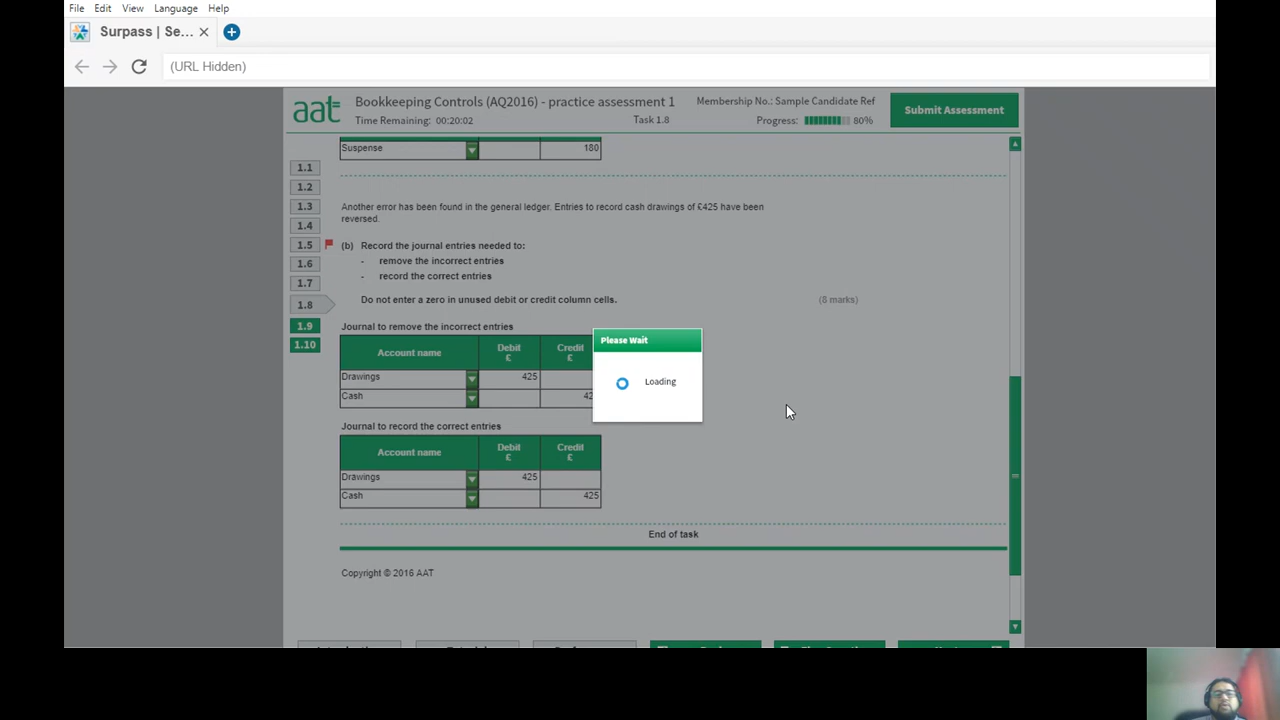 File Edit View Language Help
Surpass | Se...
(URL Hidden)
aat
Bookkeeping Controls (AQ2016) - practice assessment 1
Membership No.: Sample Candidate Ref
Submit Assessment
Time Remaining: 00:20:02
Task 1.8
Progress: 80%
Suspense 180
1.1
1.2
1.3
1.4
1.5
1.6
1.7
1.8
1.9
1.10
Another error has been found in the general ledger. Entries to record cash drawings of £425 have been
reversed.
(b) Record the journal entries needed to:
- remove the incorrect entries
- record the correct entries
Do not enter a zero in unused debit or credit column cells. (8 marks)
Journal to remove the incorrect entries
Account name Debit £ Credit £
Drawings 425
Cash 42
Please Wait
Loading
Journal to record the correct entries
Account name Debit £ Credit £
Drawings 425
Cash 425
End of task
Copyright © 2016 AAT